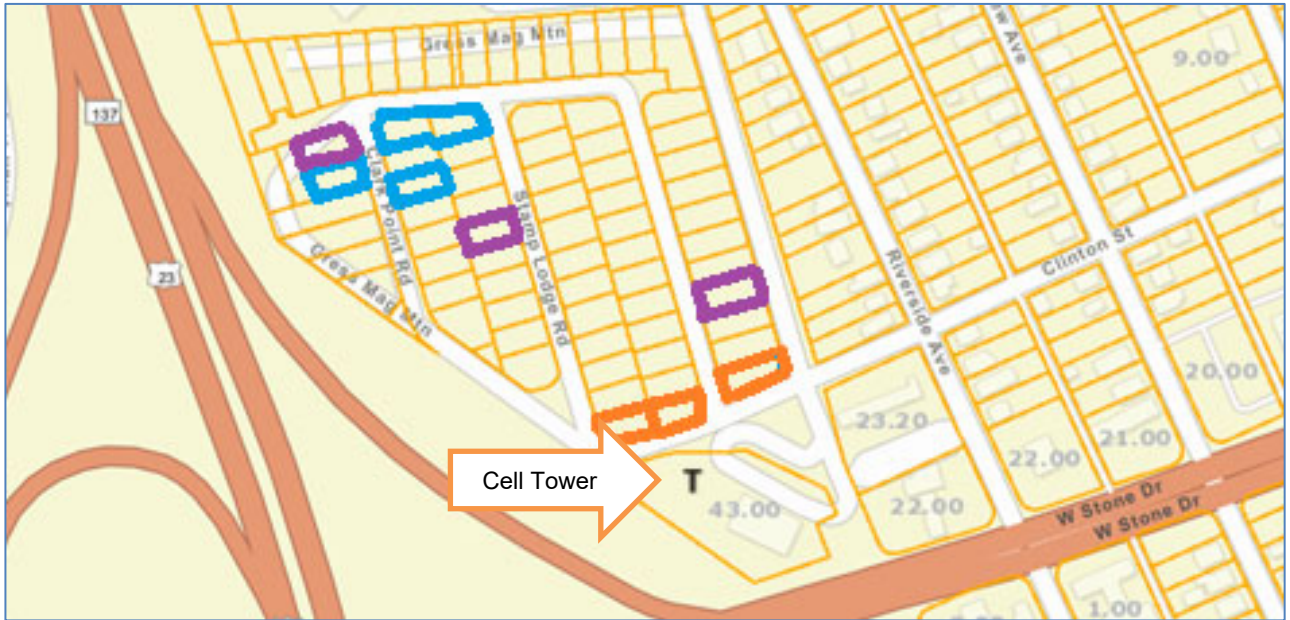 Gress Mag Mtn
9.00
137
Clark Point Rd
Stamp Lodge Rd
23
Gress Mag Mtn
Riverside Ave
Clinton St
20.00
23.20
21.00
22.00
Cell Tower
T
43.00
22.00
W Stone Dr
W Stone Dr
1.00